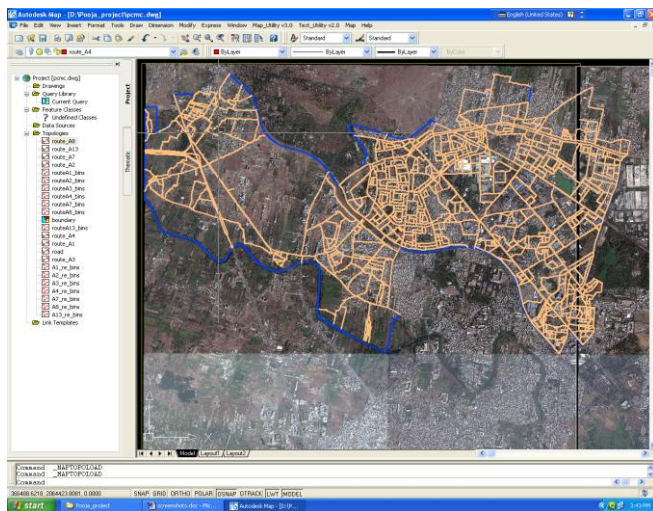 Autodesk Map - [D:\Pooja_project\pcmc.dwg]
English (United States)
File Edit View Insert Format Tools Draw Dimension Modify Express Window Map_Utility v3.0 Text_Utility v2.0 Map Help
Standard Standard
route_A4 ByLayer ByLayer ByLayer ByColor
Project [pcmc.dwg]
Drawings
Query Library
Current Query
Feature Classes
Undefined Classes
Data Sources
Topologies
route_A8
route_A13
route_A7
route_A2
routeA1_bins
routeA2_bins
routeA3_bins
routeA4_bins
routeA7_bins
routeA8_bins
boundary
routeA13_bins
route_A4
route_A1
road
route_A3
A1_re_bins
A2_re_bins
A3_re_bins
A4_re_bins
A7_re_bins
A8_re_bins
A13_re_bins
Link Templates
Project
Thematic
Model Layout1 Layout2
Command _MAPTOPOLOAD
Command _MAPTOPOLOAD
Command
SNAP GRID ORTHO POLAR OSNAP OTRACK LWT MODEL
start Pooja_project screenshots.doc - Mic... Autodesk Map - [D:\P... 3:43 PM